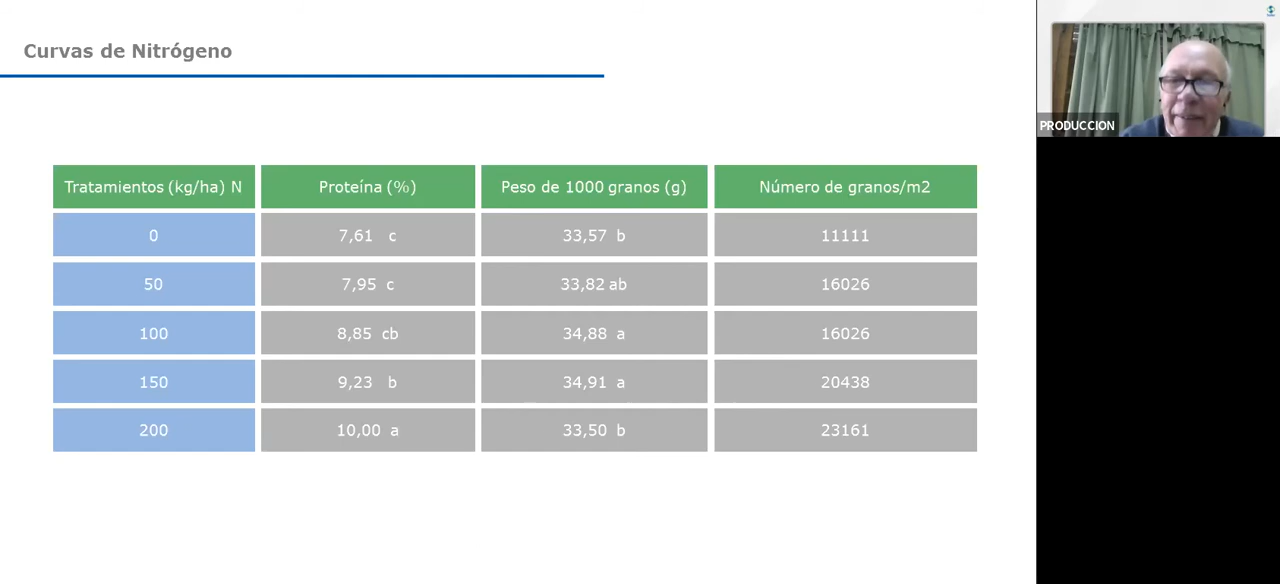 Curvas de Nitrógeno
PRODUCCION
Tratamientos (kg/ha) N Proteína (%) Peso de 1000 granos (g) Número de granos/m2
0 7,61 c 33,57 b 11111
50 7,95 c 33,82 ab 16026
100 8,85 cb 34,88 a 16026
150 9,23 b 34,91 a 20438
200 10,00 a 33,50 b 23161